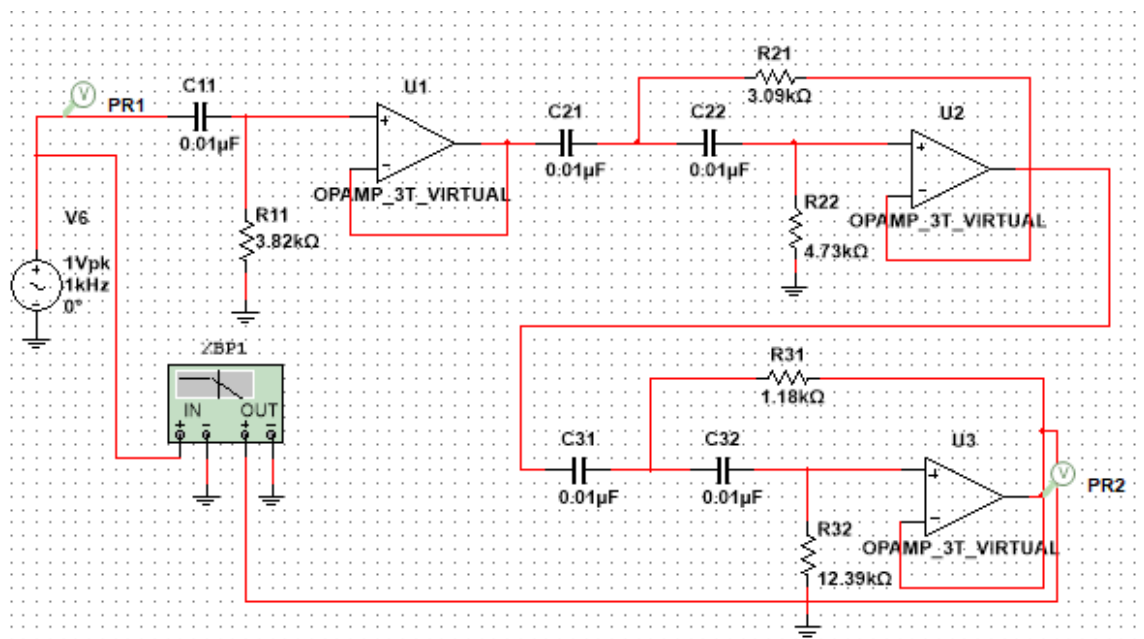 R21
3.09kΩ
C11
U1
PR1
0.01µF
C21
C22
U2
0.01µF
0.01µF
OPAMP_3T_VIRTUAL
R11
3.82kΩ
R22
4.73kΩ
OPAMP_3T_VIRTUAL
V6
1Vpk
1kHz
0°
XBP1
IN
OUT
R31
1.18kΩ
C31
C32
U3
0.01µF
0.01µF
PR2
R32
12.39kΩ
OPAMP_3T_VIRTUAL
V
V